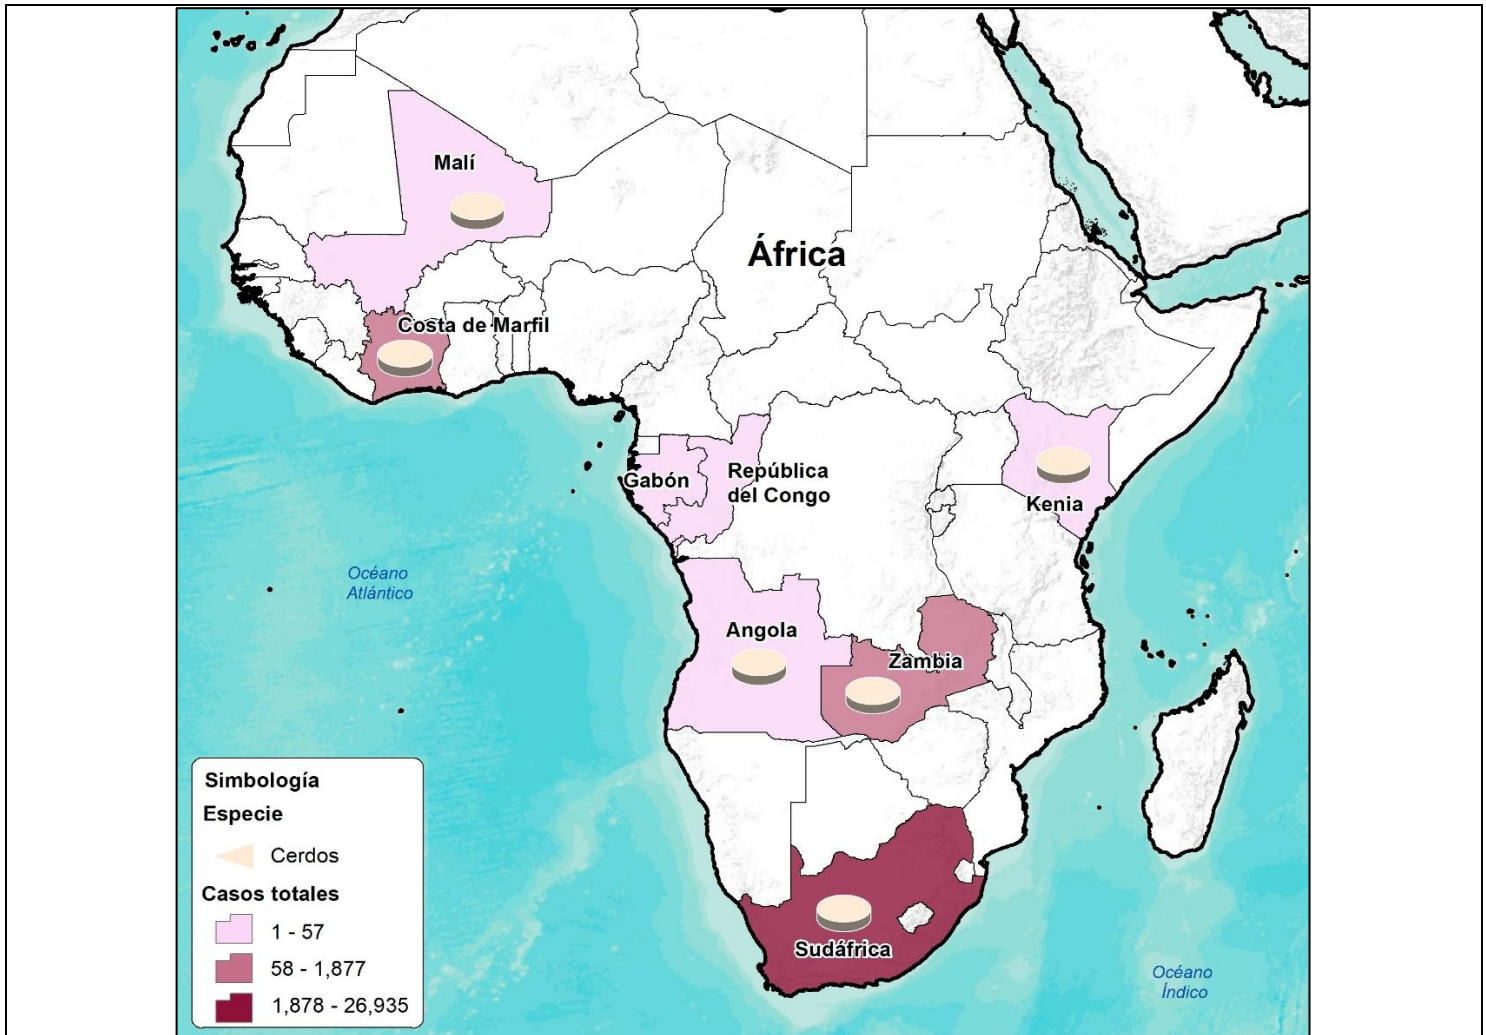 Malí
África
Costa de Marfil
Gabón
República
del Congo
Kenia
Océano
Atlántico
Angola
Zambia
Sudáfrica
Océano
Índico
Simbología
Especie
Cerdos
Casos totales
1 - 57
58 - 1,877
1,878 - 26,935